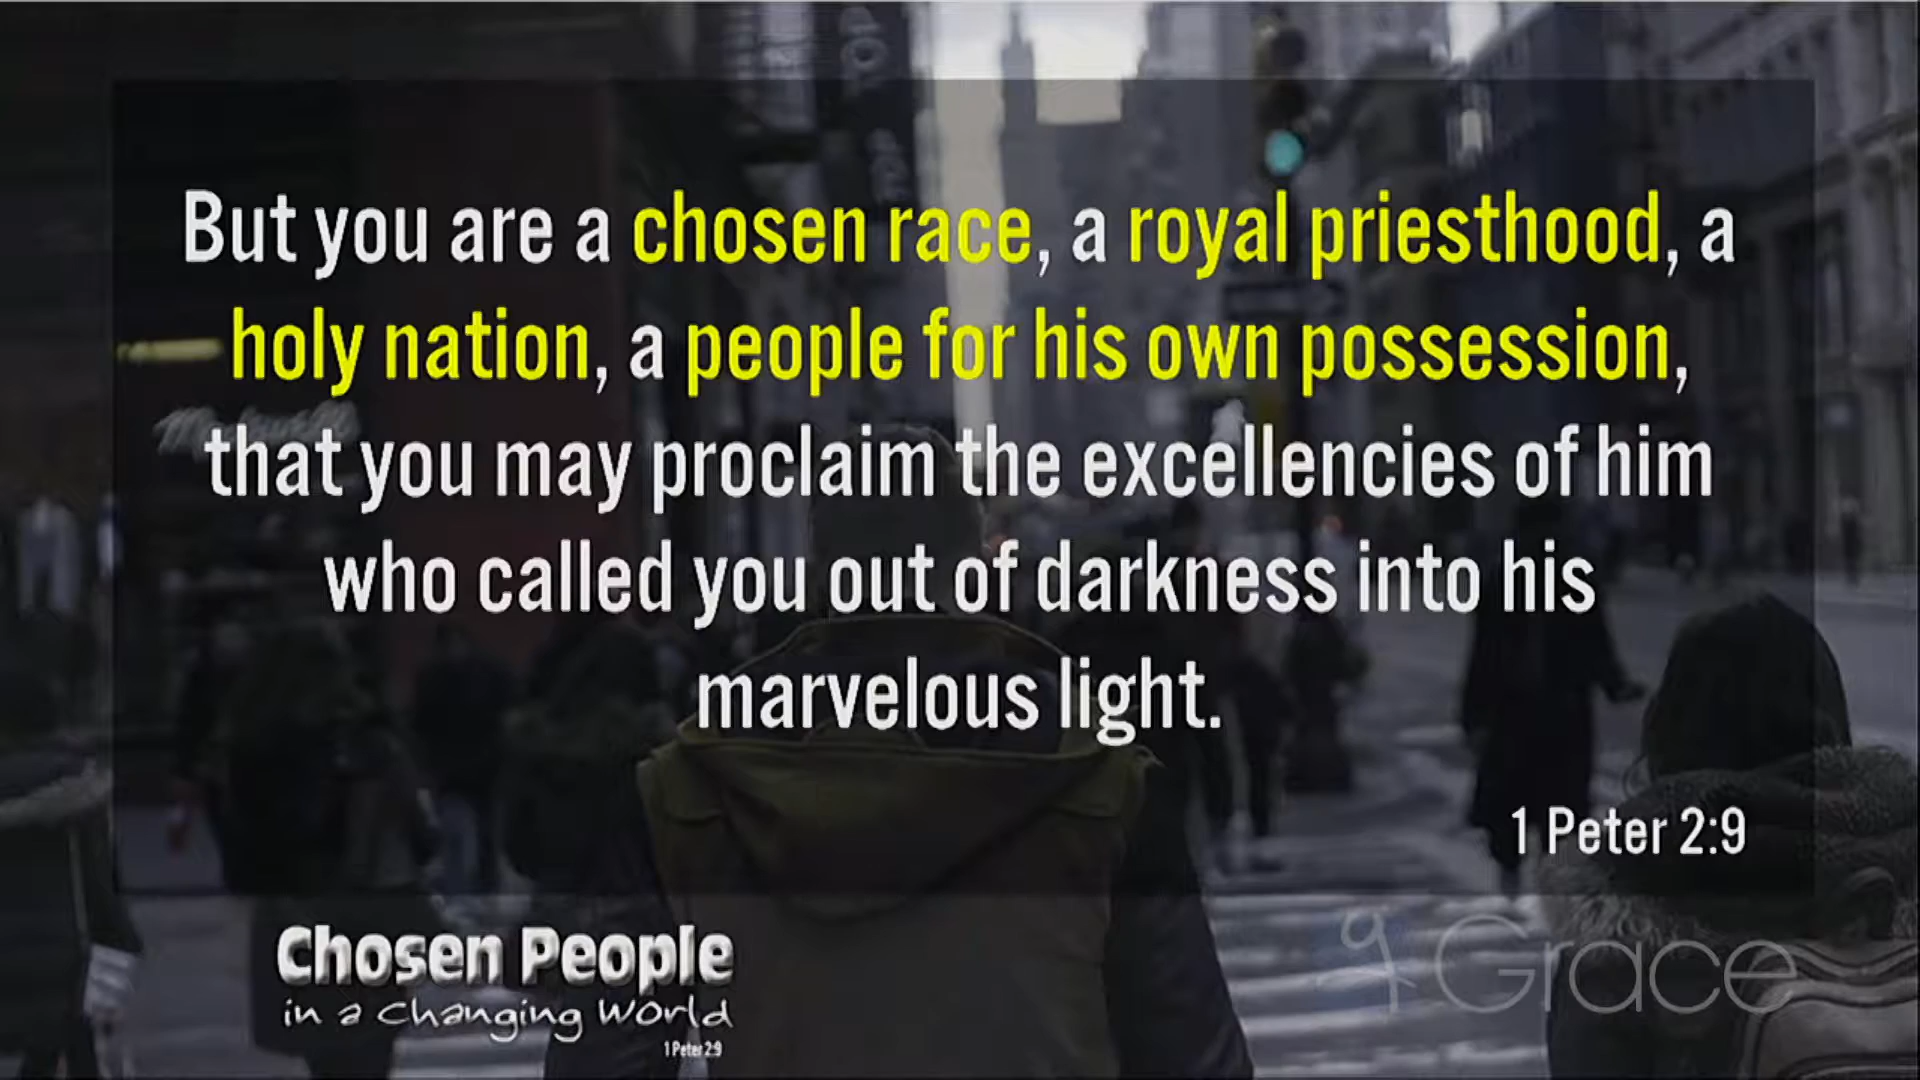 But you are a chosen race, a royal priesthood, a
holy nation, a people for his own possession,
that you may proclaim the excellencies of him
who called you out of darkness into his
marvelous light.
1 Peter 2:9
Chosen People
in a Changing World
1 Peter 2:9
Grace